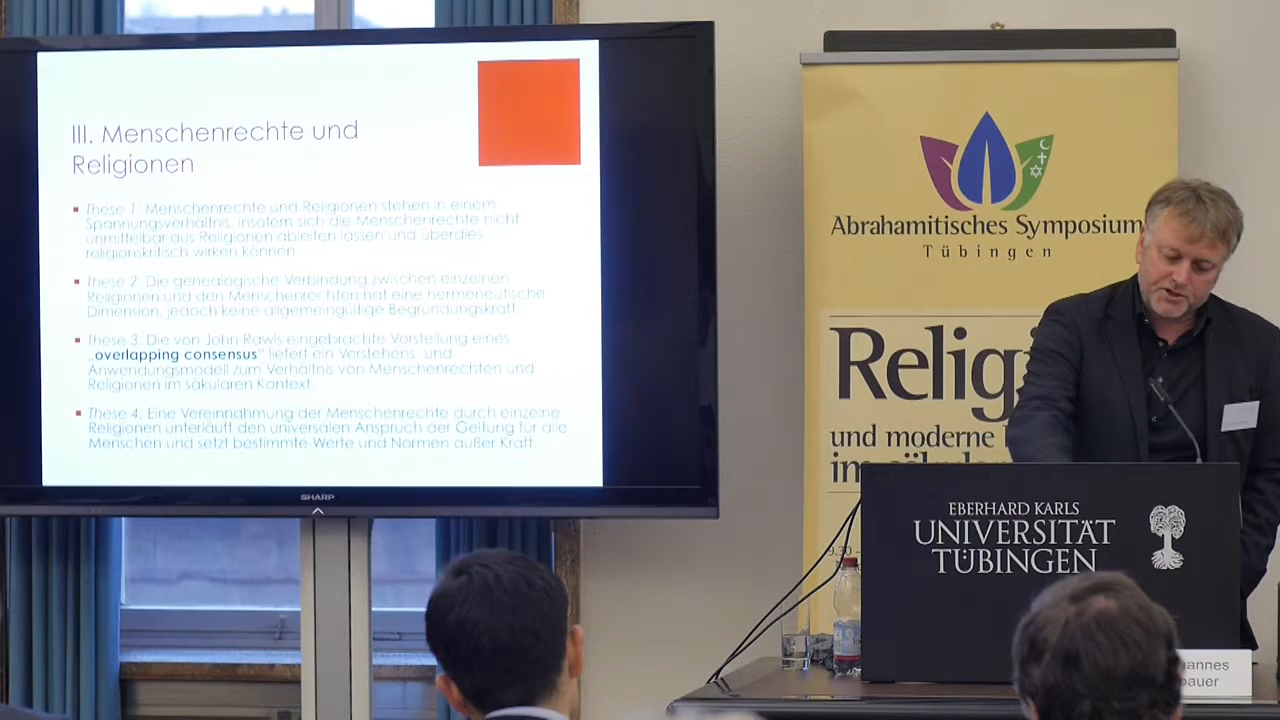 III. Menschenrechte und
Religionen
These 1: Menschenrechte und Religionen stehen in einem
Spannungsverhältnis, insofern sich die Menschenrechte nicht
unmittelbar aus Religionen ableiten lassen und überdies
religionskritisch wirken können
These 2: Die genealogische Verbindung zwischen einzelnen
Religionen und den Menschenrechten hat eine hermeneutische
Dimension, jedoch keine allgemeingültige Begründungskraft
These 3: Die von John Rawls eingebrachte Vorstellung eines
„overlapping consensus“ liefert ein Verstehens- und
Anwendungsmodell zum Verhältnis von Menschenrechten und
Religionen im säkularen Kontext.
These 4: Eine Vereinnahmung der Menschenrechte durch einzelne
Religionen unterläuft den universalen Anspruch der Geltung für alle
Menschen und setzt bestimmte Werte und Normen außer Kraft.
SHARP
Abrahamitisches Symposium
Tübingen
Relig
und moderne
im
9.30 –
EBERHARD KARLS
UNIVERSITÄT
TÜBINGEN
annes
bauer